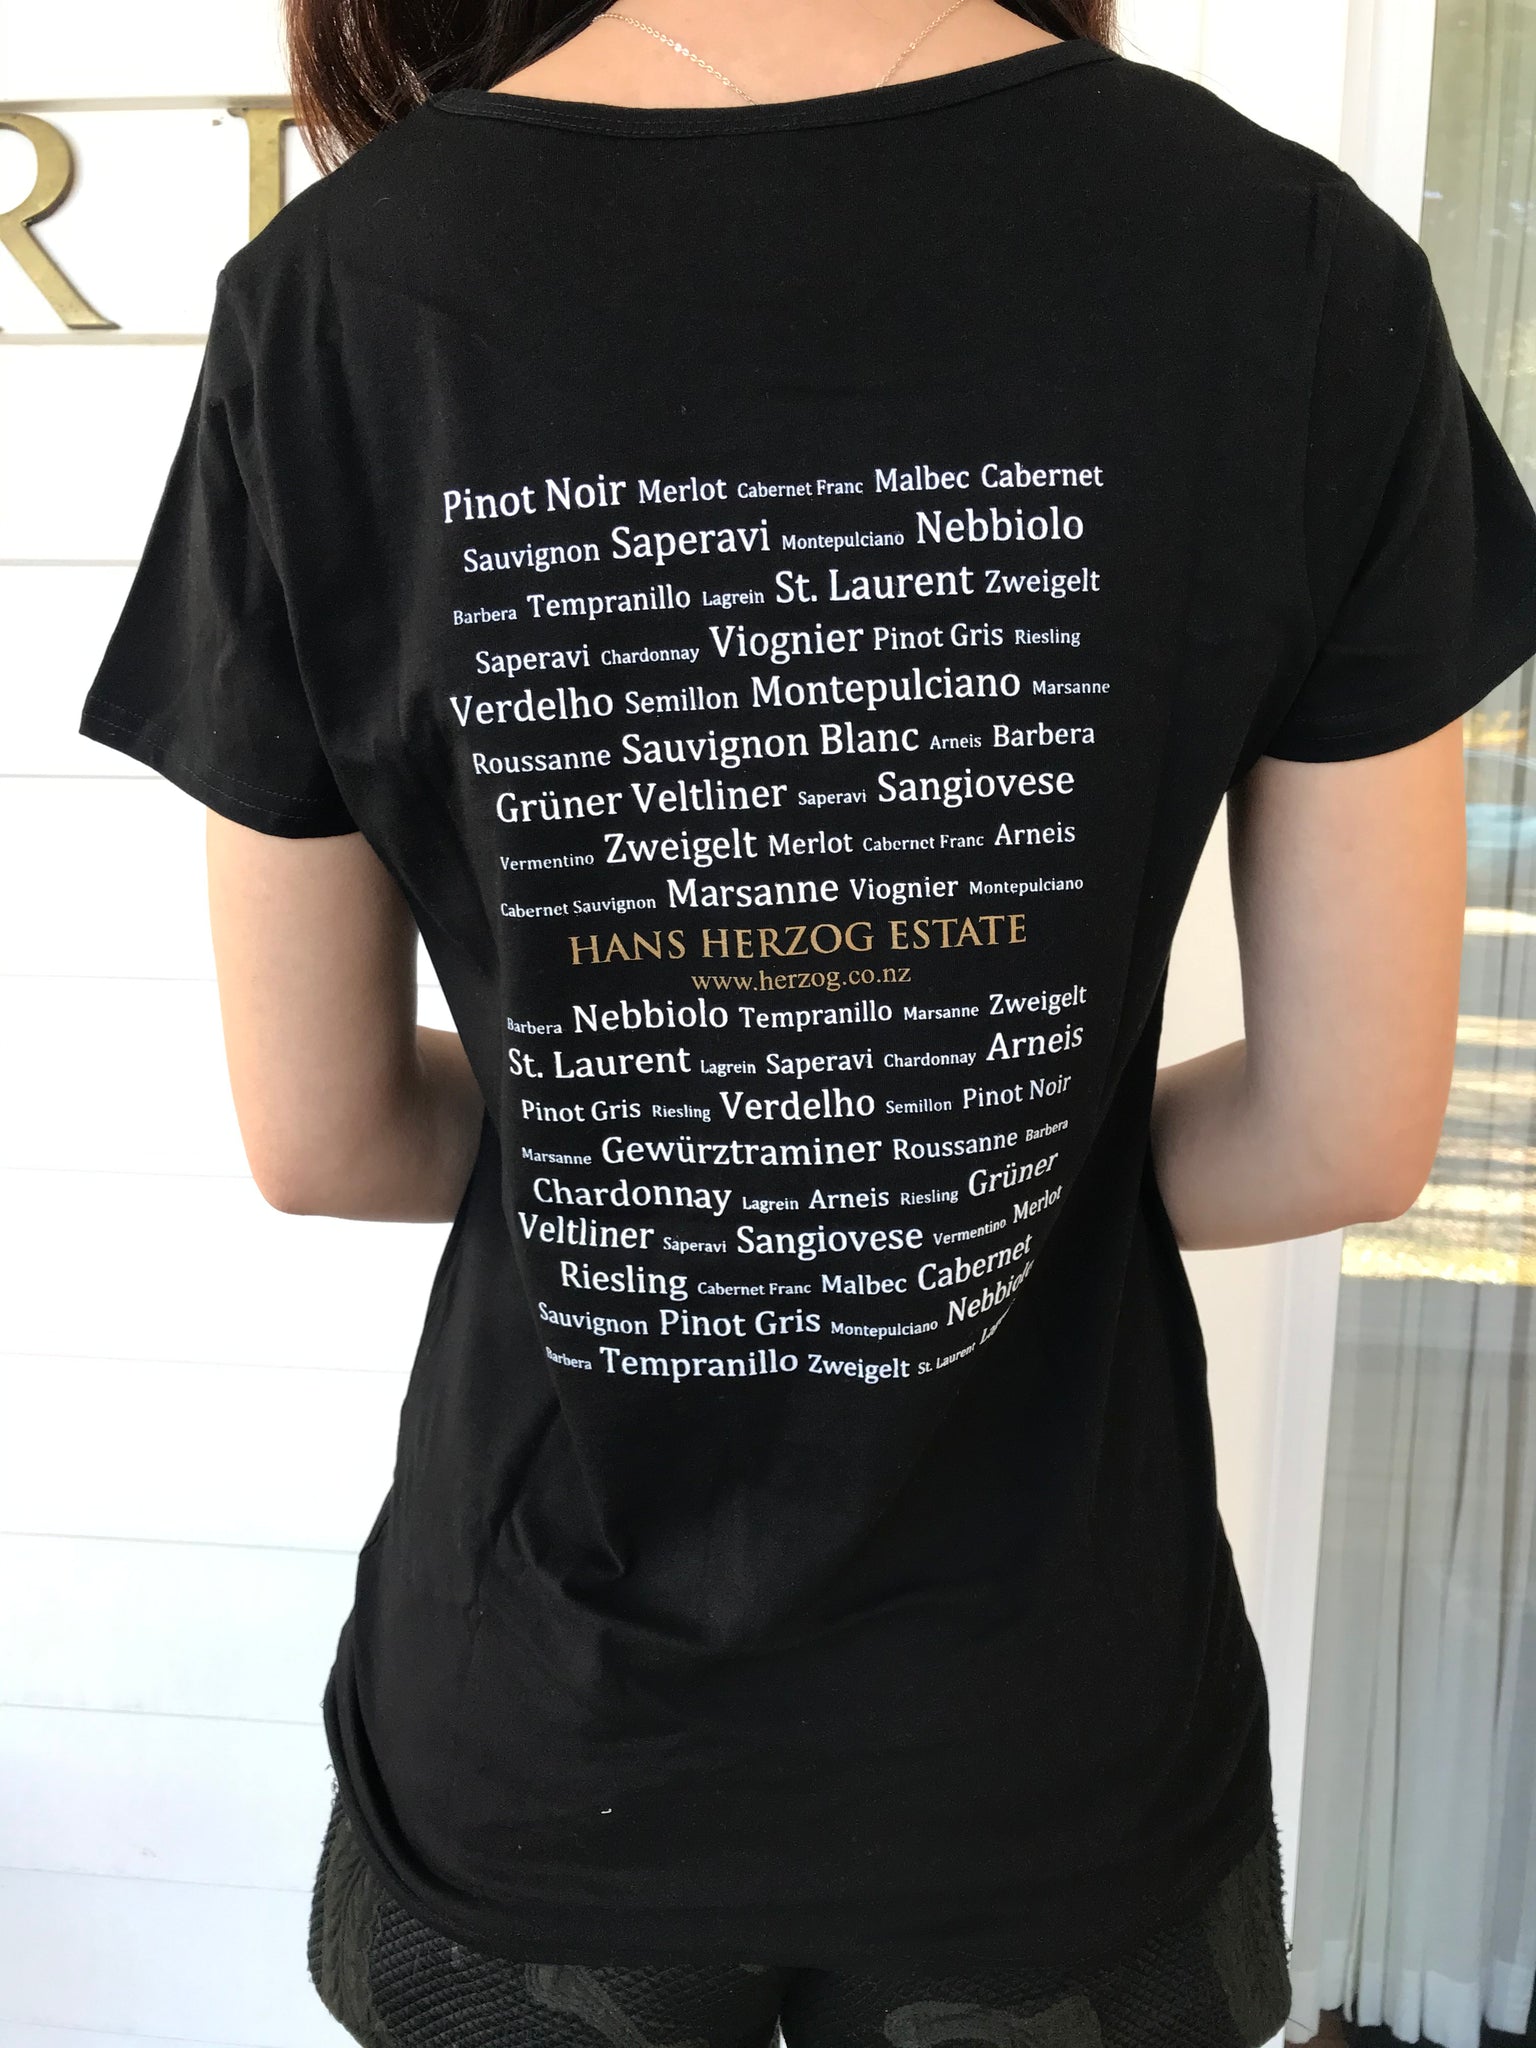 R
Pinot Noir Merlot Cabernet Franc Malbec Cabernet
Sauvignon Saperavi Montepulciano Nebbiolo
Barbera Tempranillo Lagrein St. Laurent Zweigelt
Saperavi Chardonnay Viognier Pinot Gris Riesling
Verdelho Semillon Montepulciano Marsanne
Roussanne Sauvignon Blanc Arneis Barbera
Grüner Veltliner Saperavi Sangiovese
Vermentino Zweigelt Merlot Cabernet Franc Arneis
Cabernet Sauvignon Marsanne Viognier Montepulciano
HANS HERZOG ESTATE
www.herzog.co.nz
Barbera Nebbiolo Tempranillo Marsanne Zweigelt
St. Laurent Lagrein Saperavi Chardonnay Arneis
Pinot Gris Riesling Verdelho Semillon Pinot Noir
Marsanne Gewürztraminer Roussanne Barbera
Chardonnay Lagrein Arneis Riesling Grüner
Veltliner Saperavi Sangiovese Vermentino Merlot
Riesling Cabernet Franc Malbec Cabernet
Sauvignon Pinot Gris Montepulciano Nebbiolo
Barbera Tempranillo Zweigelt St. Laurent